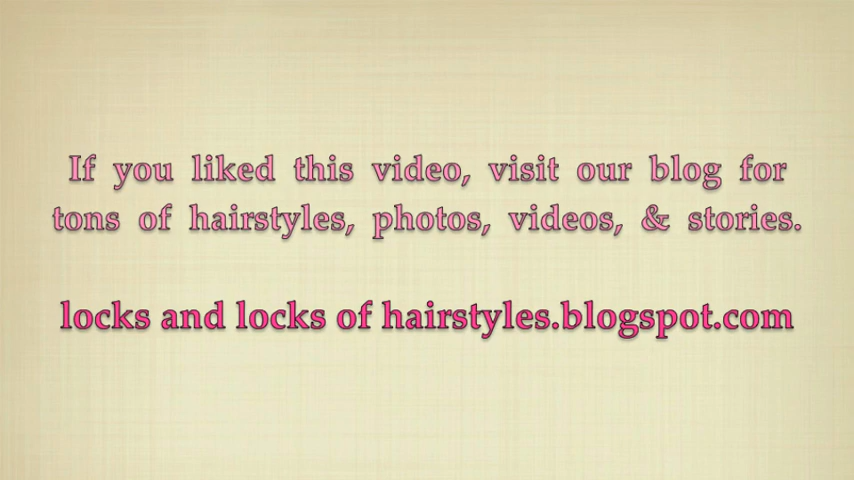 If you liked this video, visit our blog for
tons of hairstyles, photos, videos, & stories.
locks and locks of hairstyles.blogspot.com